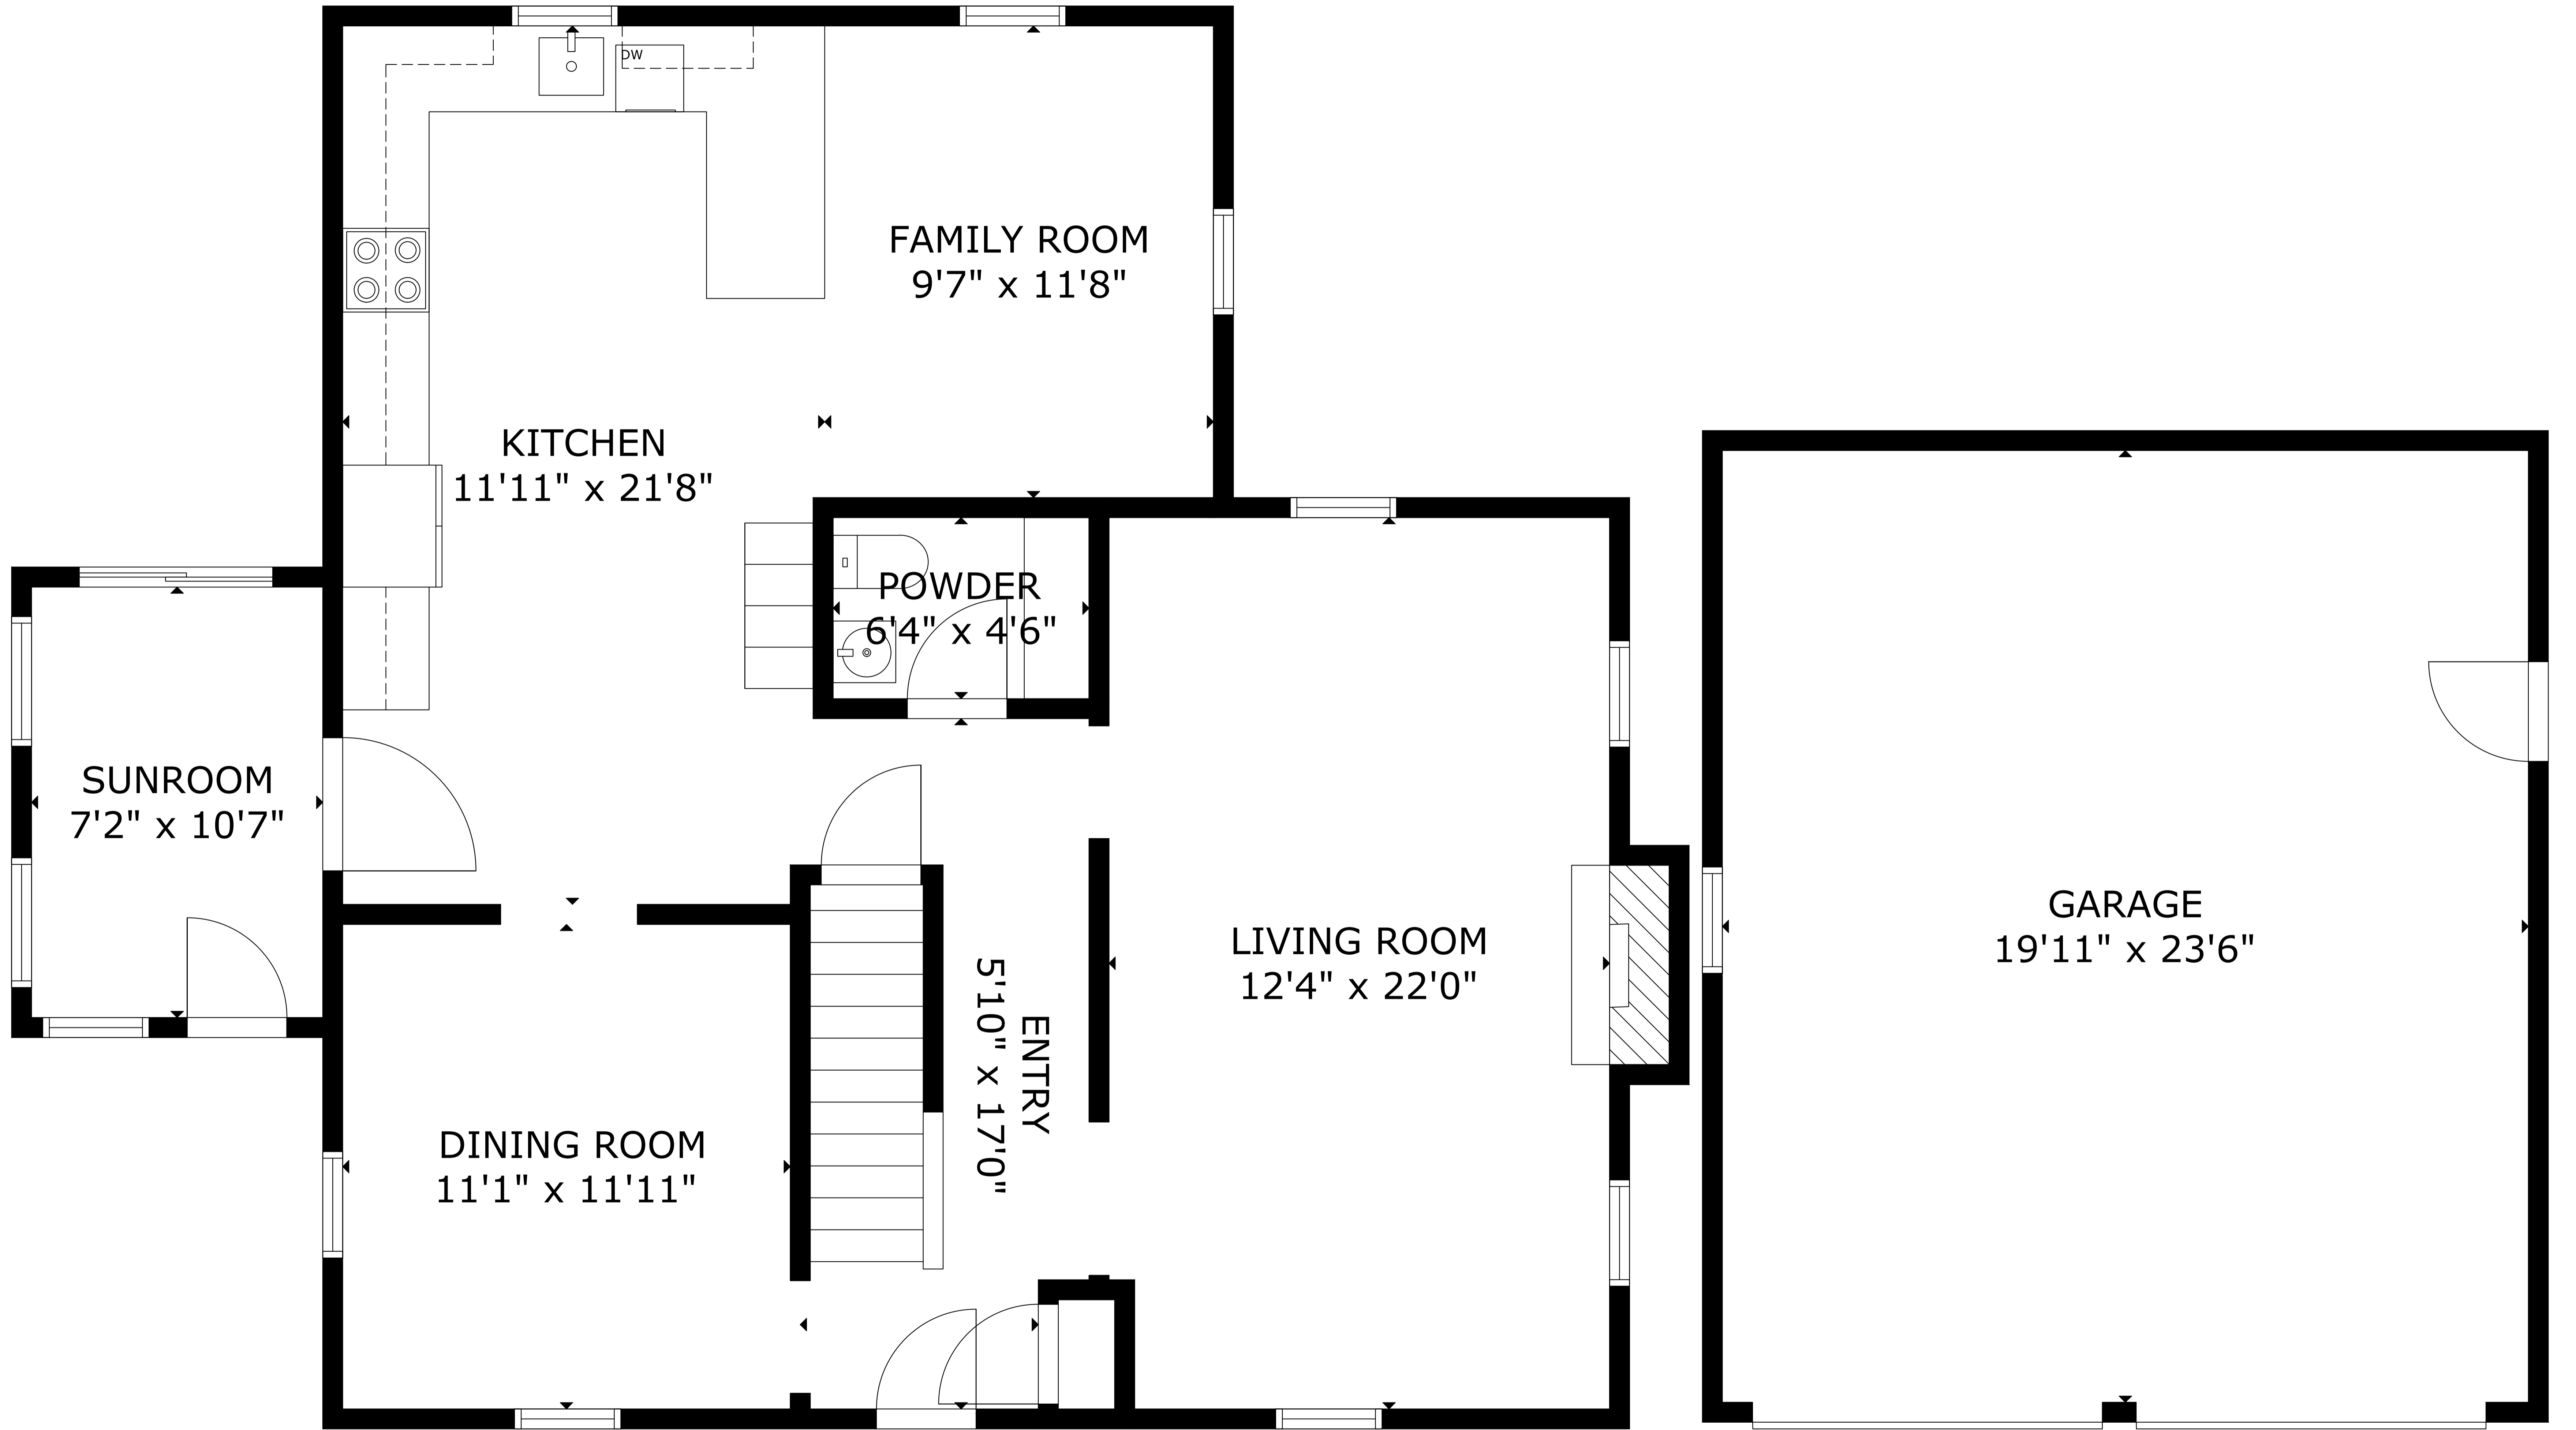 DW
FAMILY ROOM
9'7" x 11'8"
KITCHEN
11'11" x 21'8"
POWDER
6'4" x 4'6"
SUNROOM
7'2" x 10'7"
GARAGE
19'11" x 23'6"
LIVING ROOM
12'4" x 22'0"
ENTRY
5'10" x 17'0"
DINING ROOM
11'1" x 11'11"